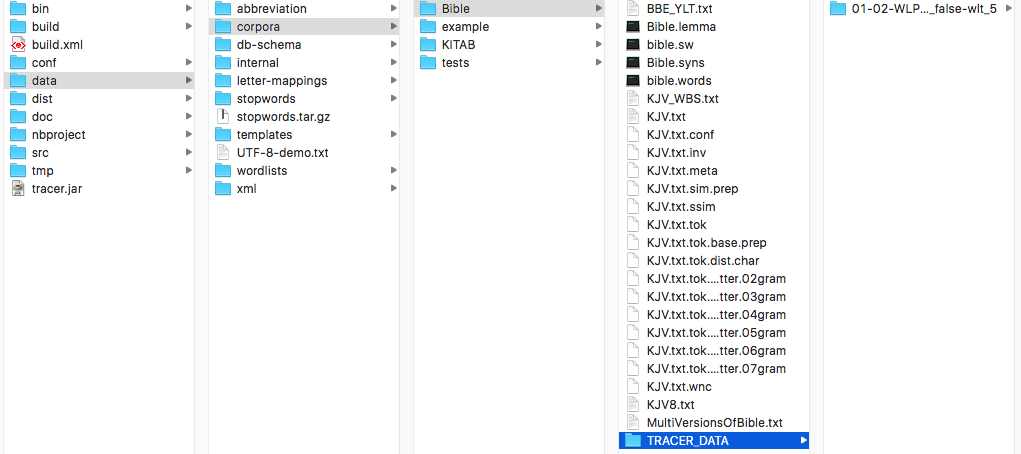 bin
build
build.xml
conf
data
dist
doc
nbproject
src
tmp
tracer.jar
abbreviation
corpora
db-schema
internal
letter-mappings
stopwords
stopwords.tar.gz
templates
UTF-8-demo.txt
wordlists
xml
Bible
example
KITAB
tests
BBE_YLT.txt
Bible.lemma
bible.sw
Bible.syns
bible.words
KJV_WBS.txt
KJV.txt
KJV.txt.conf
KJV.txt.inv
KJV.txt.meta
KJV.txt.sim.prep
KJV.txt.ssim
KJV.txt.tok
KJV.txt.tok.base.prep
KJV.txt.tok.dist.char
KJV.txt.tok....tter.02gram
KJV.txt.tok....tter.03gram
KJV.txt.tok....tter.04gram
KJV.txt.tok....tter.05gram
KJV.txt.tok....tter.06gram
KJV.txt.tok....tter.07gram
KJV.txt.wnc
KJV8.txt
MultiVersionsOfBible.txt
TRACER_DATA
01-02-WLP..._false-wlt_5